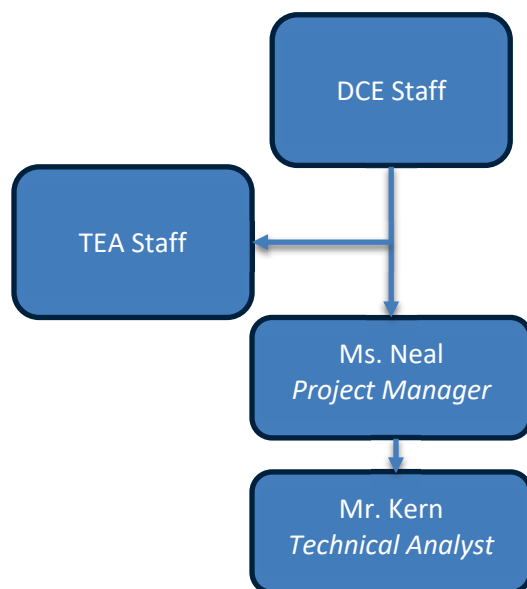 DCE Staff
TEA Staff
Ms. Neal
Project Manager
Mr. Kern
Technical Analyst